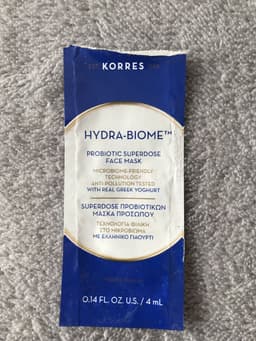 KORRES
HYDRA-BIOME™
PROBIOTIC SUPERDOSE
FACE MASK
MICROBIOME-FRIENDLY
TECHNOLOGY
ANTI POLLUTION TESTED
WITH REAL GREEK YOGHURT
SUPERDOSE ΠΡΟΒΙΟΤΙΚΩΝ
ΜΑΣΚΑ ΠΡΟΣΩΠΟΥ
ΤΕΧΝΟΛΟΓΙΑ ΦΙΛΙΚΗ
ΣΤΟ ΜΙΚΡΟΒΙΩΜΑ
ΜΕ ΕΛΛΗΝΙΚΟ ΓΙΑΟΥΡΤΙ
0.14 FL. OZ. U.S. / 4 mL